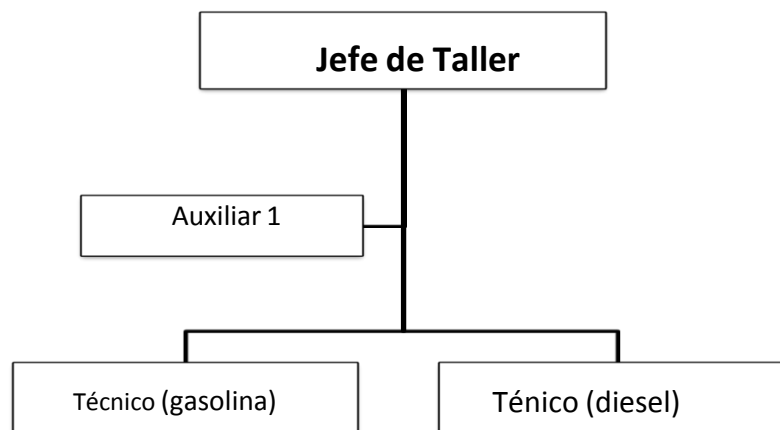 Jefe de Taller
Auxiliar 1
Técnico (gasolina)
Ténico (diesel)